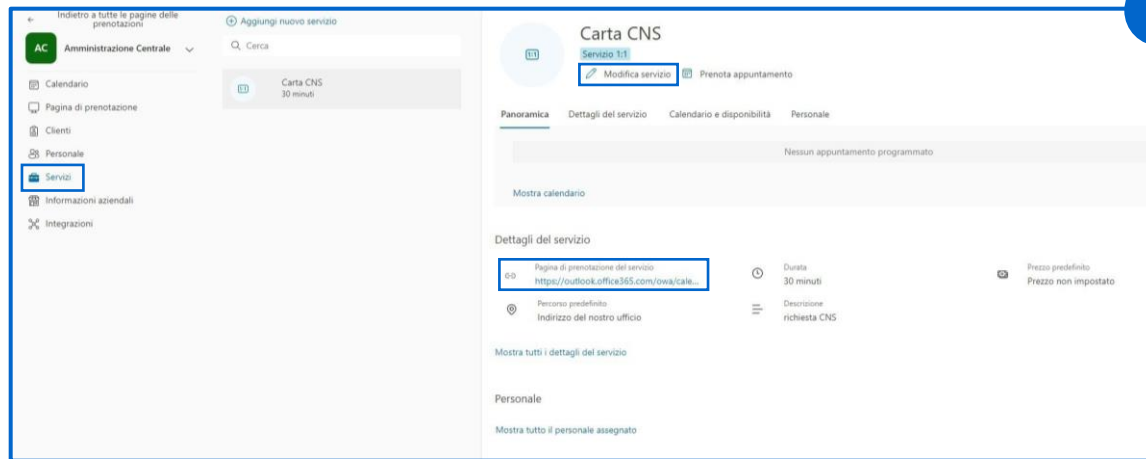 Indietro a tutte le pagine delle
prenotazioni
AC Amministrazione Centrale
Calendario
Pagina di prenotazione
Clienti
Personale
Servizi
Informazioni aziendali
Integrazioni
Aggiungi nuovo servizio
Cerca
1:1
Carta CNS
30 minuti
1:1
Carta CNS
Servizio 1:1
Modifica servizio Prenota appuntamento
Panoramica Dettagli del servizio Calendario e disponibilità Personale
Nessun appuntamento programmato
Mostra calendario
Dettagli del servizio
Pagina di prenotazione del servizio
https://outlook.office365.com/owa/cale...
Durata
30 minuti
Prezzo predefinito
Prezzo non impostato
Percorso predefinito
Indirizzo del nostro ufficio
Descrizione
richiesta CNS
Mostra tutti i dettagli del servizio
Personale
Mostra tutto il personale assegnato